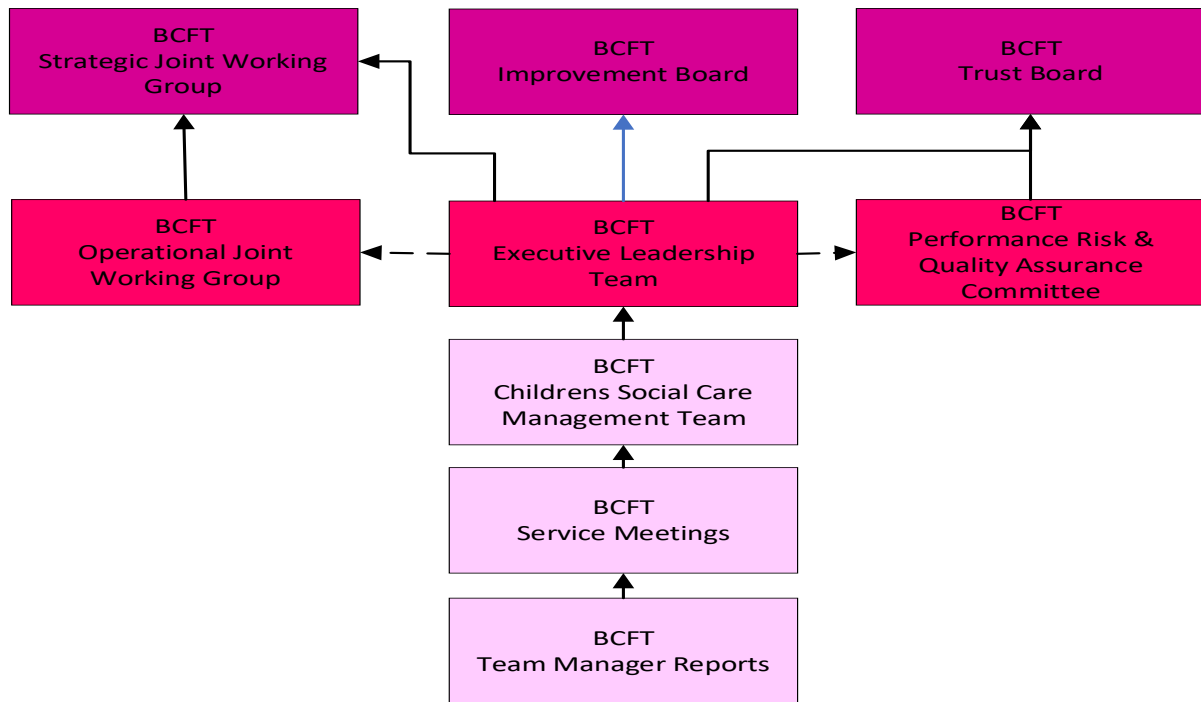 BCFT
Strategic Joint Working
Group
BCFT
Improvement Board
BCFT
Trust Board
BCFT
Operational Joint
Working Group
BCFT
Executive Leadership
Team
BCFT
Performance Risk &
Quality Assurance
Committee
BCFT
Childrens Social Care
Management Team
BCFT
Service Meetings
BCFT
Team Manager Reports